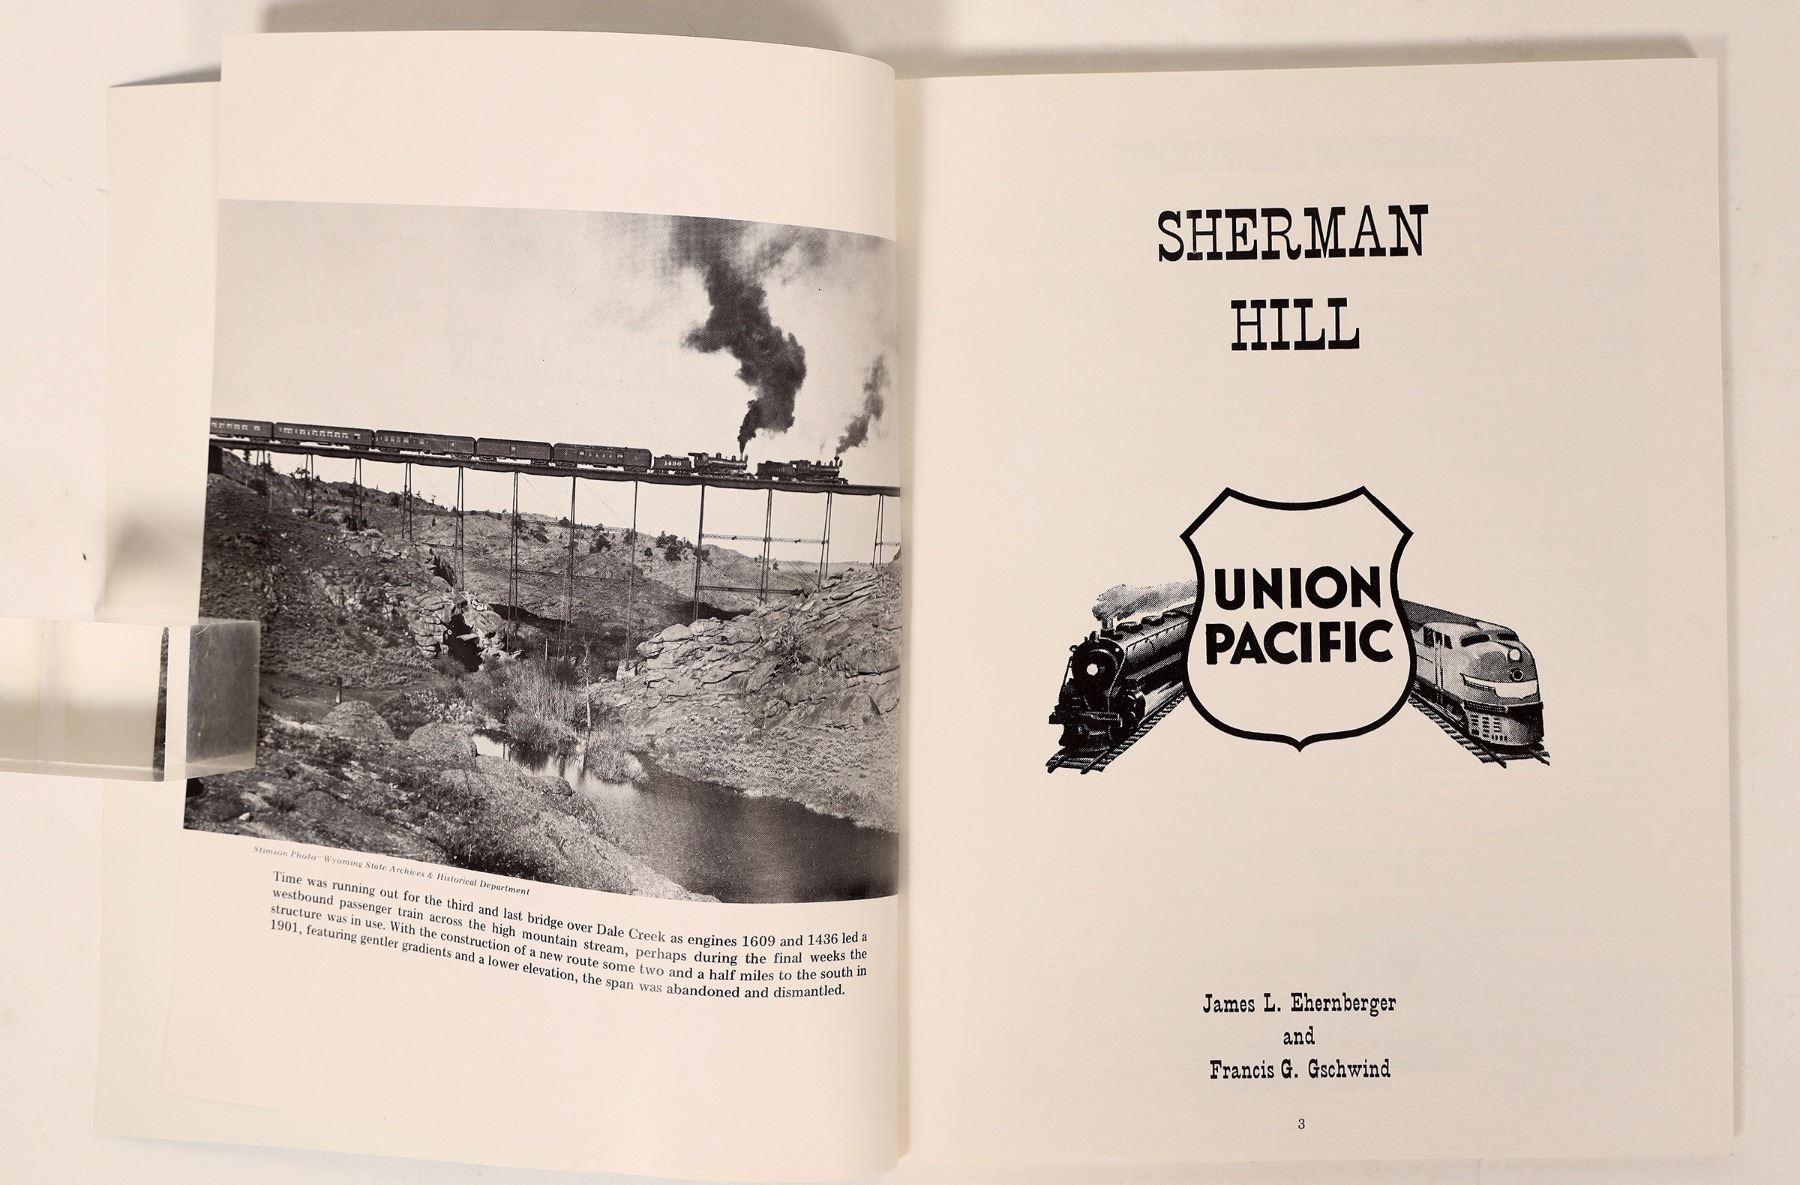 1436
Stimson Photo—Wyoming State Archives & Historical Department
Time was running out for the third and last bridge over Dale Creek as engines 1609 and 1436 led a
westbound passenger train across the high mountain stream, perhaps during the final weeks the
structure was in use. With the construction of a new route some two and a half miles to the south in
1901, featuring gentler gradients and a lower elevation, the span was abandoned and dismantled.
SHERMAN
HILL
UNION
PACIFIC
James L. Ehernberger
and
Francis G. Gschwind
3